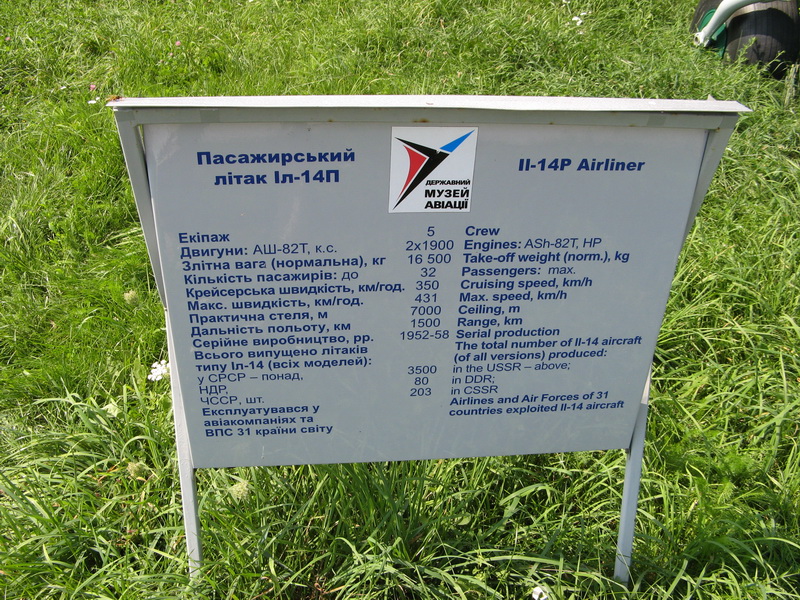 Пасажирський
літак Іл-14П
ДЕРЖАВНИЙ
МУЗЕЙ
АВІАЦІЇ
Il-14P Airliner
Екіпаж 5 Crew
Двигуни: АШ-82Т, к.с. 2x1900 Engines: ASh-82T, HP
Злітна вага (нормальна), кг 16 500 Take-off weight (norm.), kg
Кількість пасажирів: до 32 Passengers: max.
Крейсерська швидкість, км/год. 350 Cruising speed, km/h
Макс. швидкість, км/год. 431 Max. speed, km/h
Практична стеля, м 7000 Ceiling, m
Дальність польоту, км 1500 Range, km
Серійне виробництво, рр. 1952-58 Serial production
Всього випущено літаків The total number of Il-14 aircraft
типу Іл-14 (всіх моделей): (of all versions) produced:
у СРСР – понад, 3500 in the USSR – above;
НДР, 80 in DDR;
ЧССР, шт. 203 in CSSR
Експлуатувався у Airlines and Air Forces of 31
авіакомпаніях та countries exploited Il-14 aircraft
ВПС 31 країни світу